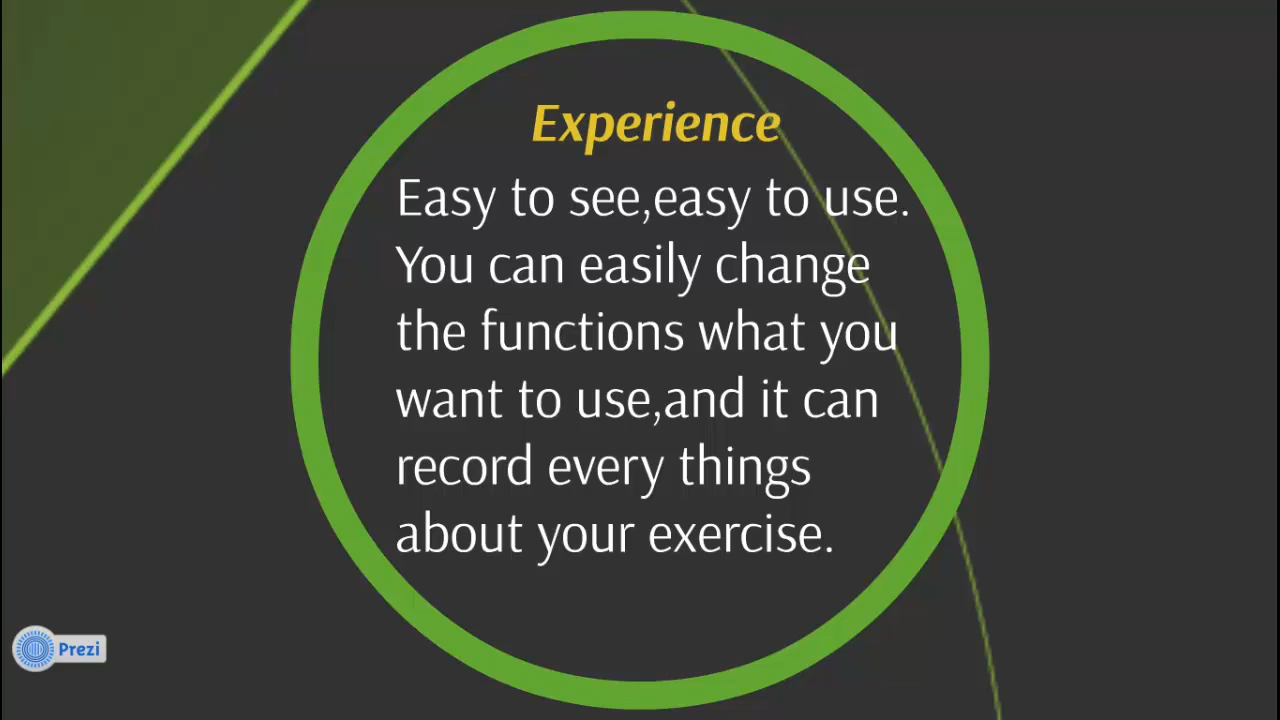 Experience
Easy to see,easy to use.
You can easily change
the functions what you
want to use,and it can
record every things
about your exercise.
Prezi